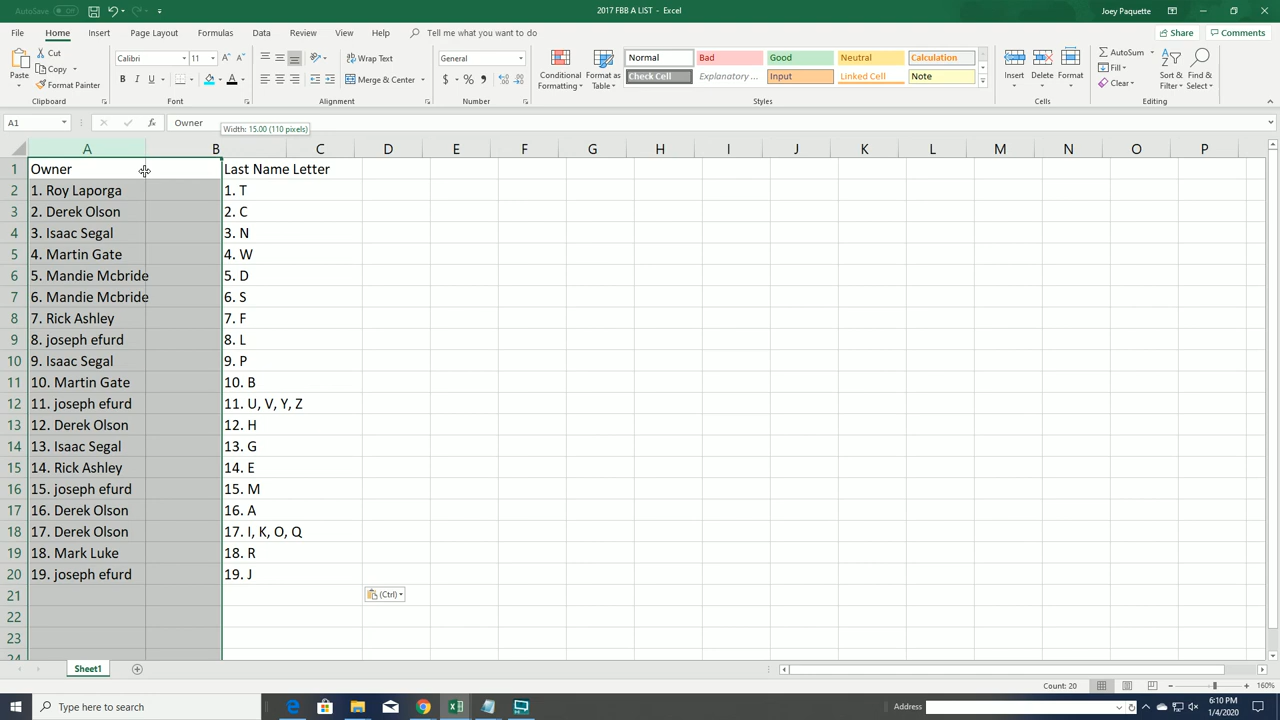 AutoSave Off
2017 FBB A LIST - Excel
Joey Paquette
File Home Insert Page Layout Formulas Data Review View Help Tell me what you want to do
Share Comments
Paste Cut Copy Format Painter Clipboard
Calibri 11 B I U A Font
Wrap Text Merge & Center Alignment
General $ % Number
Conditional Formatting Format as Table
Normal Bad Good Neutral Calculation
Check Cell Explanatory ... Input Linked Cell Note
Styles
Insert Delete Format Cells
AutoSum Fill Clear Sort & Filter Find & Select Editing
A1 fx Owner
Width: 15.00 (110 pixels)
A B C D E F G H I J K L M N O P
1 Owner Last Name Letter
2 1. Roy Laporga 1. T
3 2. Derek Olson 2. C
4 3. Isaac Segal 3. N
5 4. Martin Gate 4. W
6 5. Mandie Mcbride 5. D
7 6. Mandie Mcbride 6. S
8 7. Rick Ashley 7. F
9 8. joseph efurd 8. L
10 9. Isaac Segal 9. P
11 10. Martin Gate 10. B
12 11. joseph efurd 11. U, V, Y, Z
13 12. Derek Olson 12. H
14 13. Isaac Segal 13. G
15 14. Rick Ashley 14. E
16 15. joseph efurd 15. M
17 16. Derek Olson 16. A
18 17. Derek Olson 17. I, K, O, Q
19 18. Mark Luke 18. R
20 19. joseph efurd 19. J
21 (Ctrl)
22
23
24
Sheet1
Count: 20 160%
Type here to search
Address
6:10 PM
1/4/2020